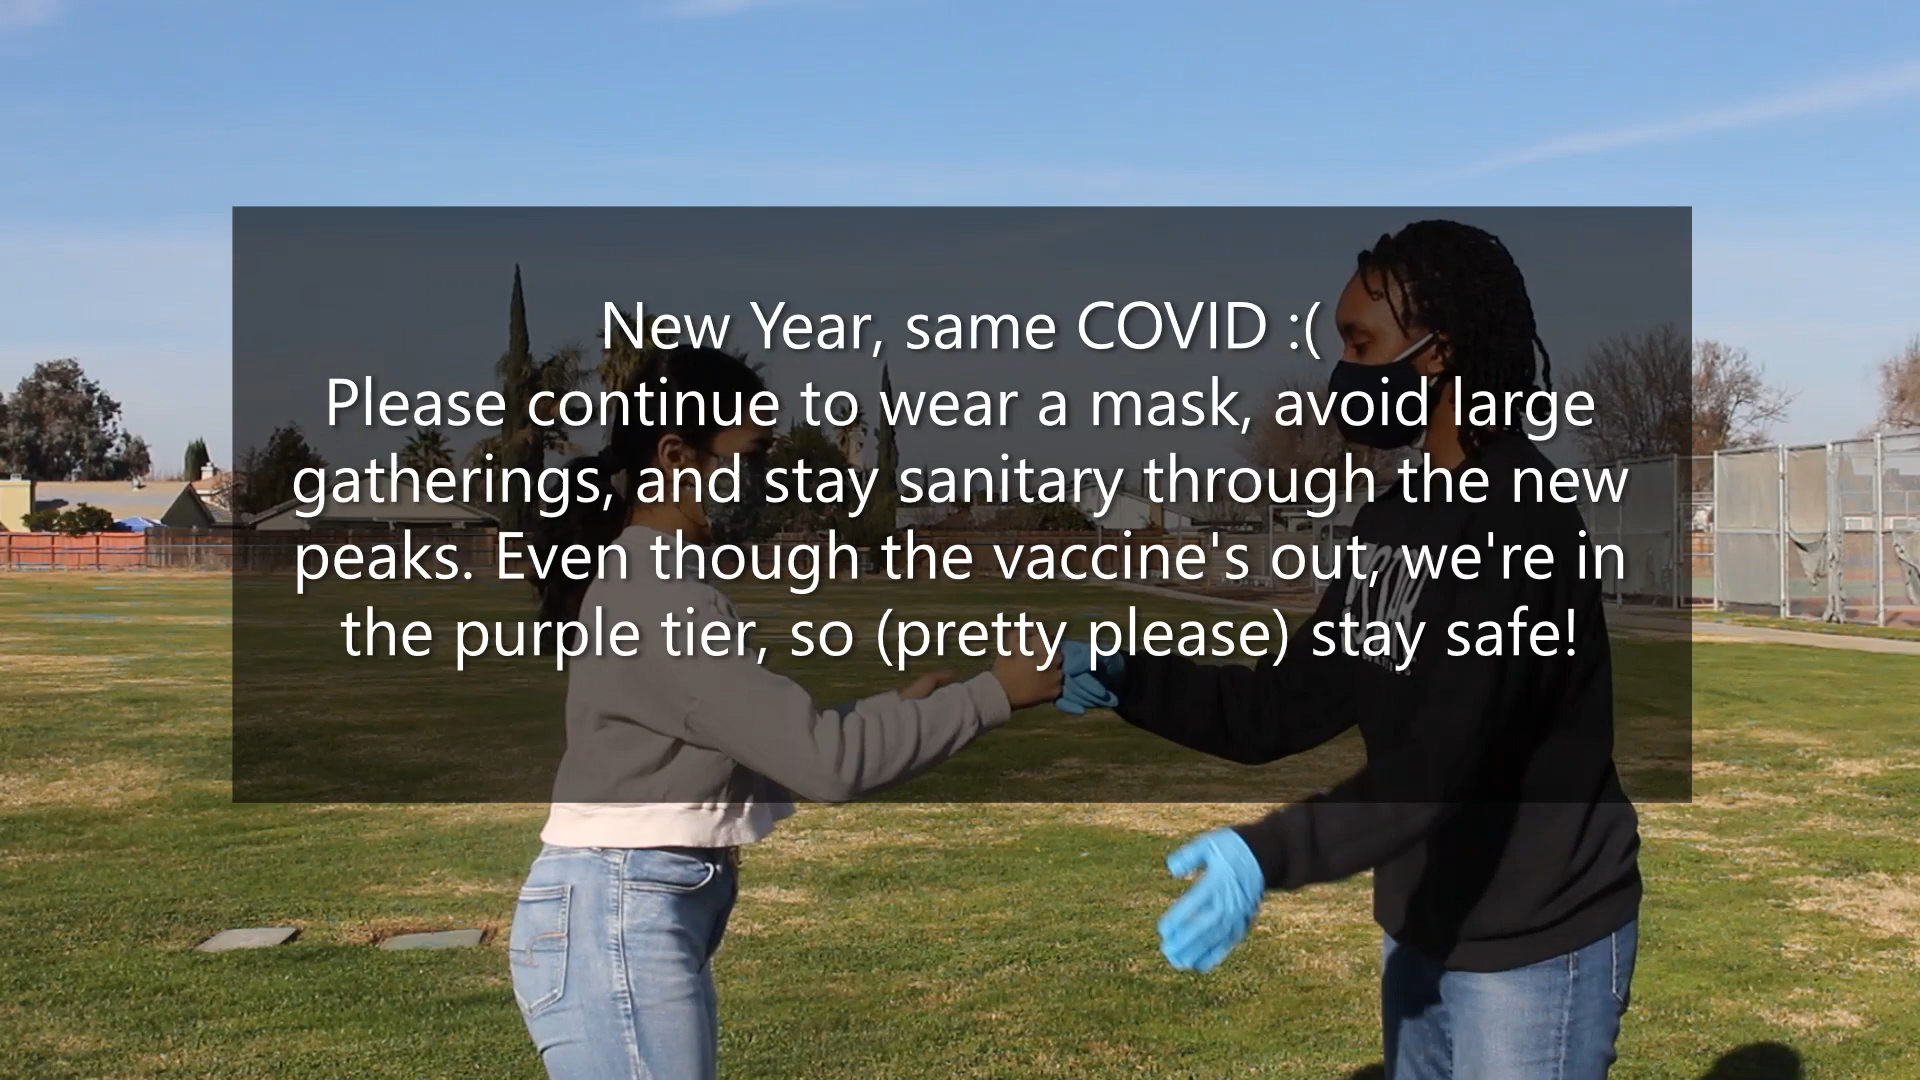 New Year, same COVID :(
Please continue to wear a mask, avoid large
gatherings, and stay sanitary through the new
peaks. Even though the vaccine's out, we're in
the purple tier, so (pretty please) stay safe!